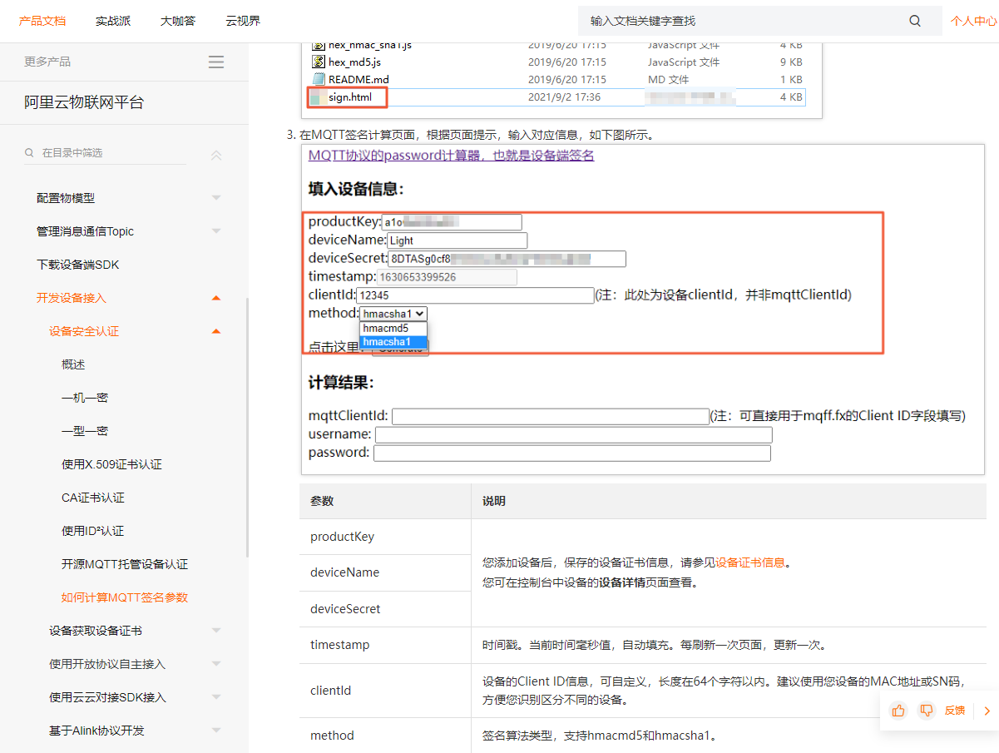 产品文档 实战派 大咖答 云视界 输入文档关键字查找 个人中心
更多产品
阿里云物联网平台
在目录中筛选
配置物模型
管理消息通信Topic
下载设备端SDK
开发设备接入
设备安全认证
概述
一机一密
一型一密
使用X.509证书认证
CA证书认证
使用ID²认证
开源MQTT托管设备认证
如何计算MQTT签名参数
设备获取设备证书
使用开放协议自主接入
使用云云对接SDK接入
基于Alink协议开发
hex_hmac_sha1.js 2019/6/20 17:15 JavaScript 文件 4 KB
hex_md5.js 2019/6/20 17:15 JavaScript 文件 9 KB
README.md 2019/6/20 17:15 MD 文件 1 KB
sign.html 2021/9/2 17:36 4 KB
3. 在MQTT签名计算页面，根据页面提示，输入对应信息，如下图所示。
MQTT协议的password计算器，也就是设备端签名
填入设备信息：
productKey: a1o
deviceName: Light
deviceSecret: 8DTASg0cf8
timestamp: 1630653399526
clientId: 12345 (注：此处为设备clientId，并非mqttClientId)
method: hmacsha1
hmacmd5
hmacsha1
点击这里： Generate
计算结果：
mqttClientId: (注：可直接用于mqff.fx的Client ID字段填写)
username:
password:
参数 说明
productKey
deviceName
deviceSecret
您添加设备后，保存的设备证书信息，请参见设备证书信息。
您可在控制台中设备的设备详情页面查看。
timestamp 时间戳。当前时间毫秒值，自动填充。每刷新一次页面，更新一次。
clientId 设备的Client ID信息，可自定义，长度在64个字符以内。建议使用您设备的MAC地址或SN码，
方便您识别区分不同的设备。
method 签名算法类型，支持hmacmd5和hmacsha1。
反馈